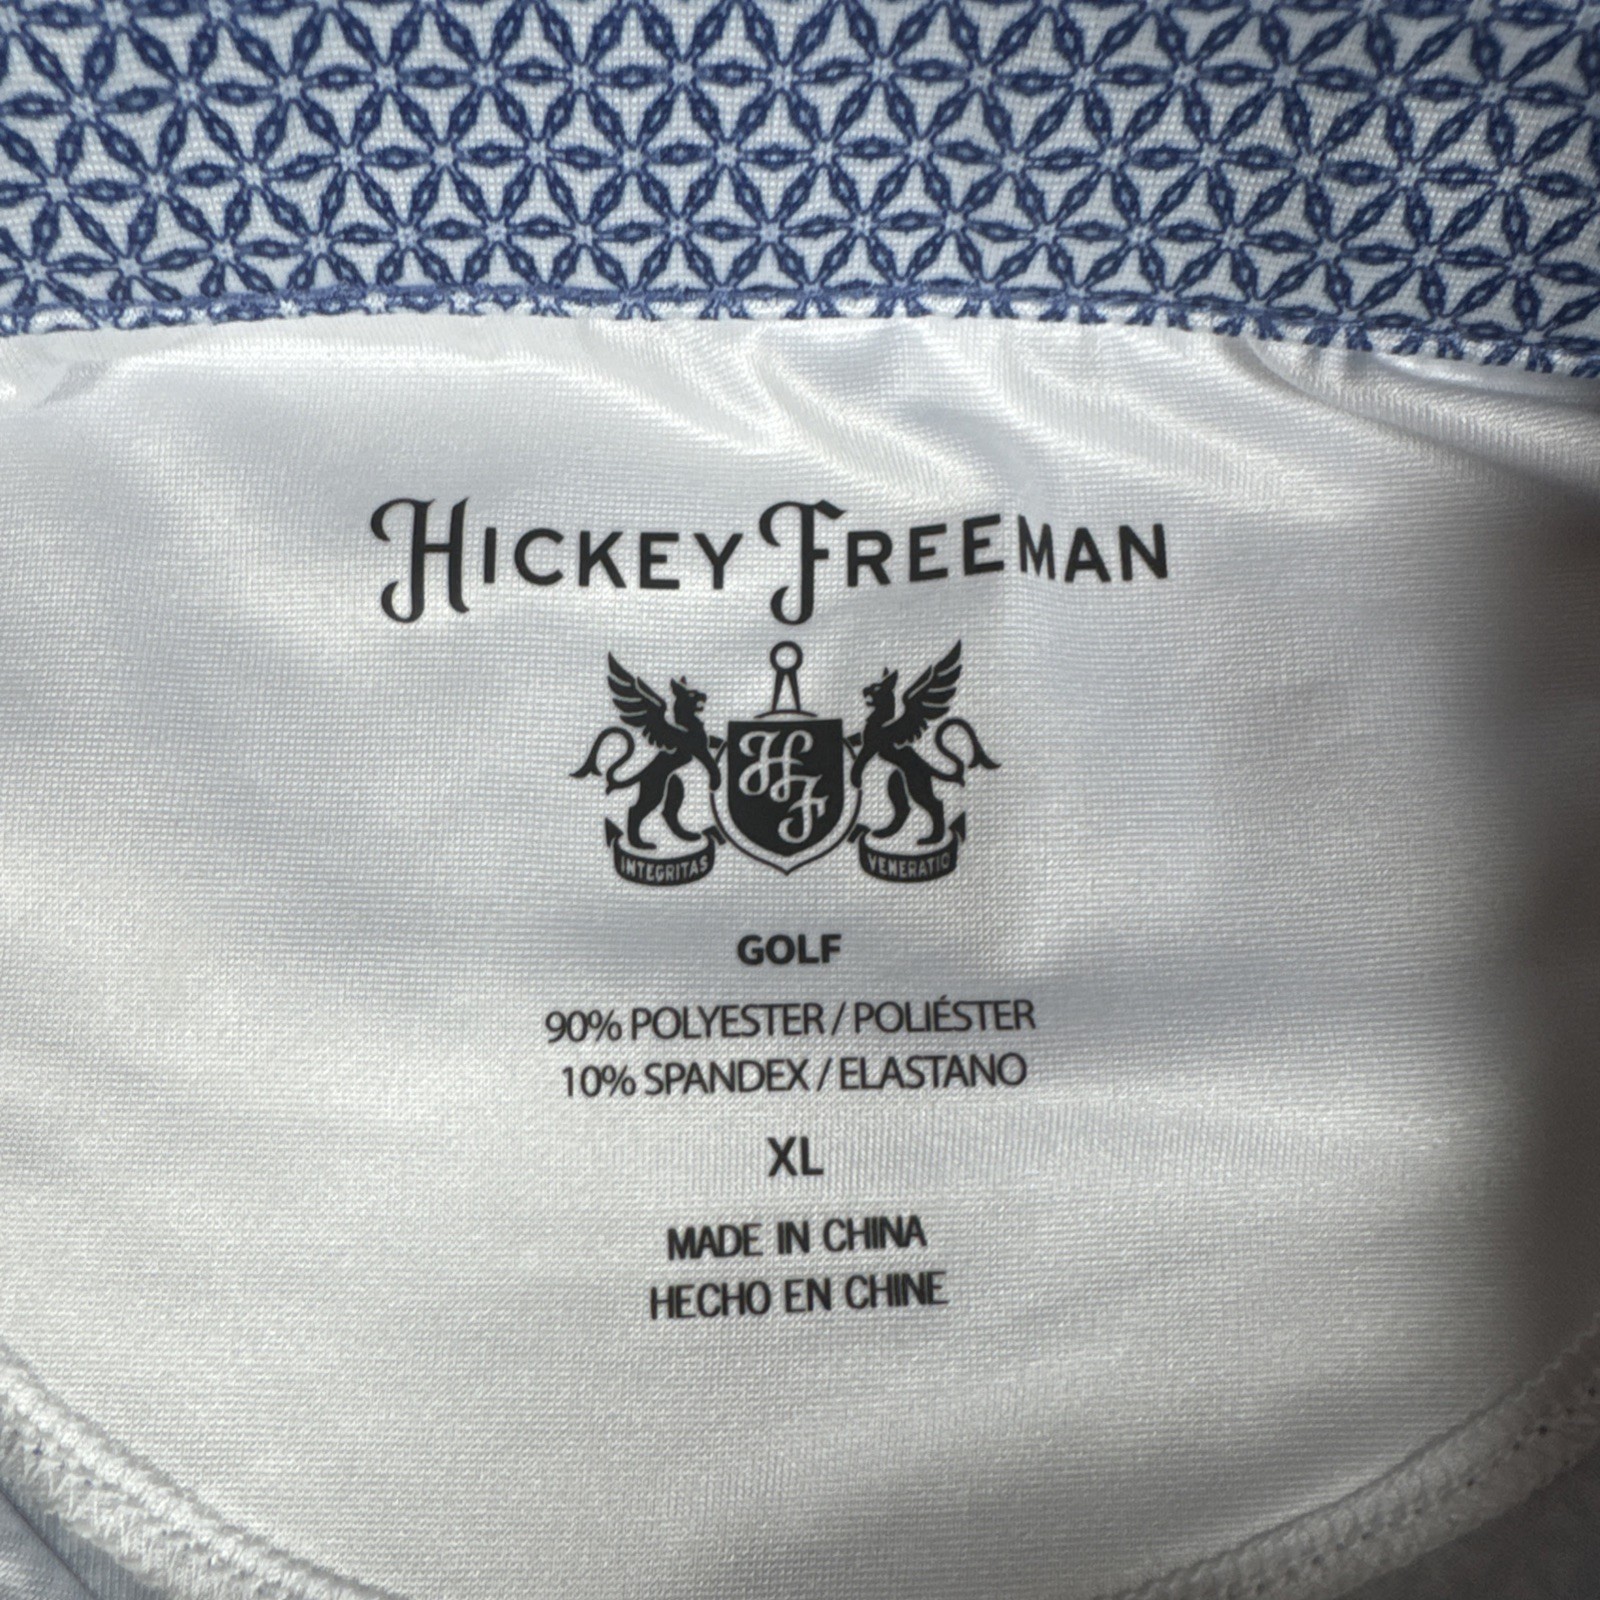 HICKEY FREEMAN
HF
INTEGRITAS VENERATIO
GOLF
90% POLYESTER / POLIÉSTER
10% SPANDEX / ELASTANO
XL
MADE IN CHINA
HECHO EN CHINE